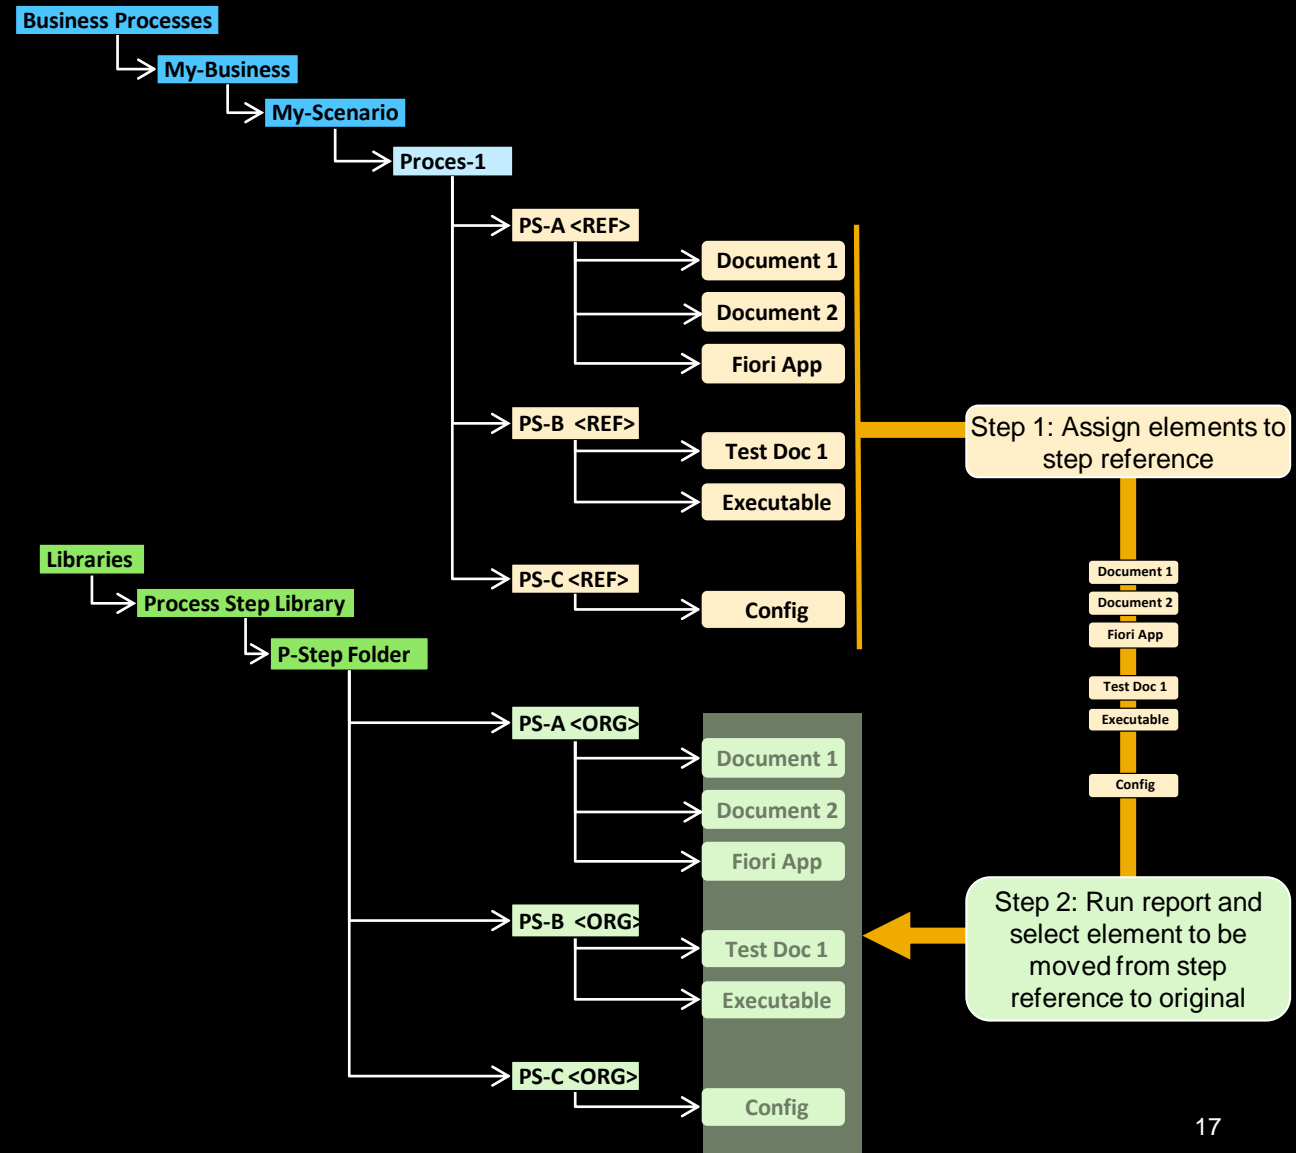 Business Processes
My-Business
My-Scenario
Proces-1
PS-A <REF>
Document 1
Document 2
Fiori App
PS-B <REF>
Test Doc 1
Executable
PS-C <REF>
Config
Step 1: Assign elements to
step reference
Document 1
Document 2
Fiori App
Test Doc 1
Executable
Config
Libraries
Process Step Library
P-Step Folder
PS-A <ORG>
Document 1
Document 2
Fiori App
PS-B <ORG>
Test Doc 1
Executable
PS-C <ORG>
Config
Step 2: Run report and
select element to be
moved from step
reference to original
17